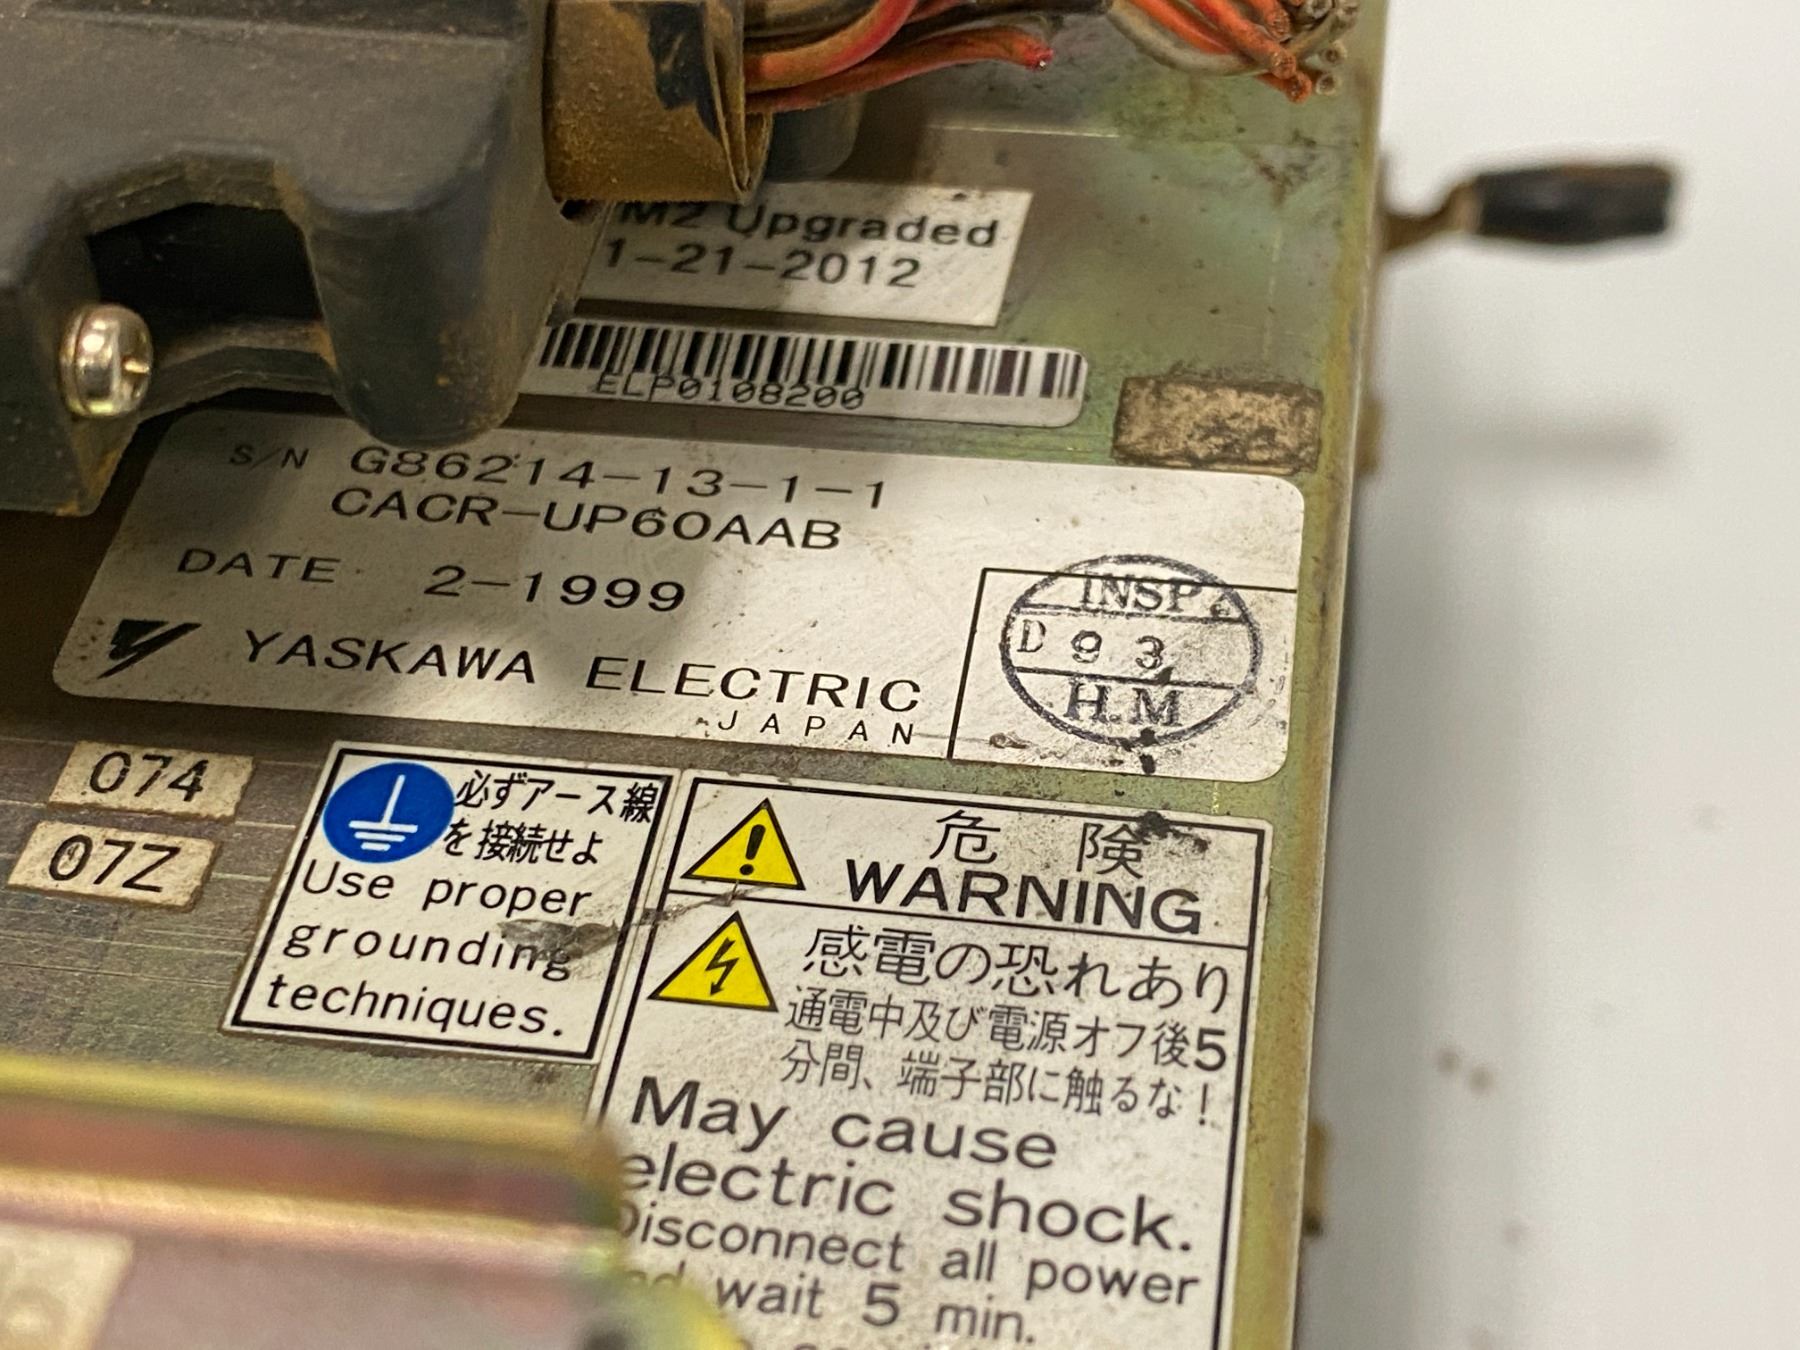 M2 Upgraded
1-21-2012
ELP0108200
S/N G86214-13-1-1
CACR-UP60AAB
DATE 2-1999
YASKAWA ELECTRIC
JAPAN
INSP.
D 9 3
H.M
074
07Z
必ずアース線
を接続せよ
Use proper
grounding
techniques.
危 険
WARNING
感電の恐れあり
通電中及び電源オフ後5
分間、端子部に触るな!
May cause
electric shock.
Disconnect all power
and wait 5 min.